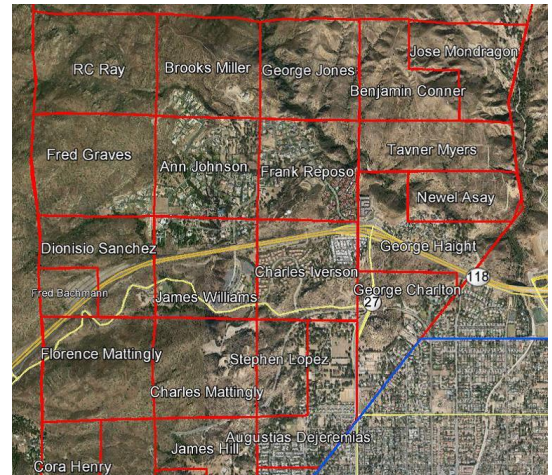 Jose Mondragon
RC Ray
Brooks Miller
George Jones
Benjamin Conner
Fred Graves
Ann Johnson
Frank Reposo
Tavner Myers
Newel Asay
Dionisio Sanchez
George Haight
Charles Iverson
118
Fred Bachmann
James Williams
George Charlton
27
Florence Mattingly
Stephen Lopez
Charles Mattingly
Augustias Dejeremias
James Hill
Cora Henry